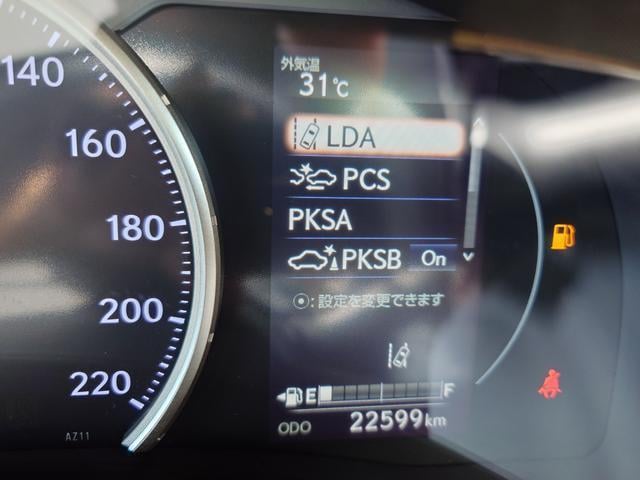 外気温
31℃
LDA
PCS
PKSA
PKSB On
⦿:設定を変更できます
E F
ODO 22599km
140
160
180
200
220
AZ11